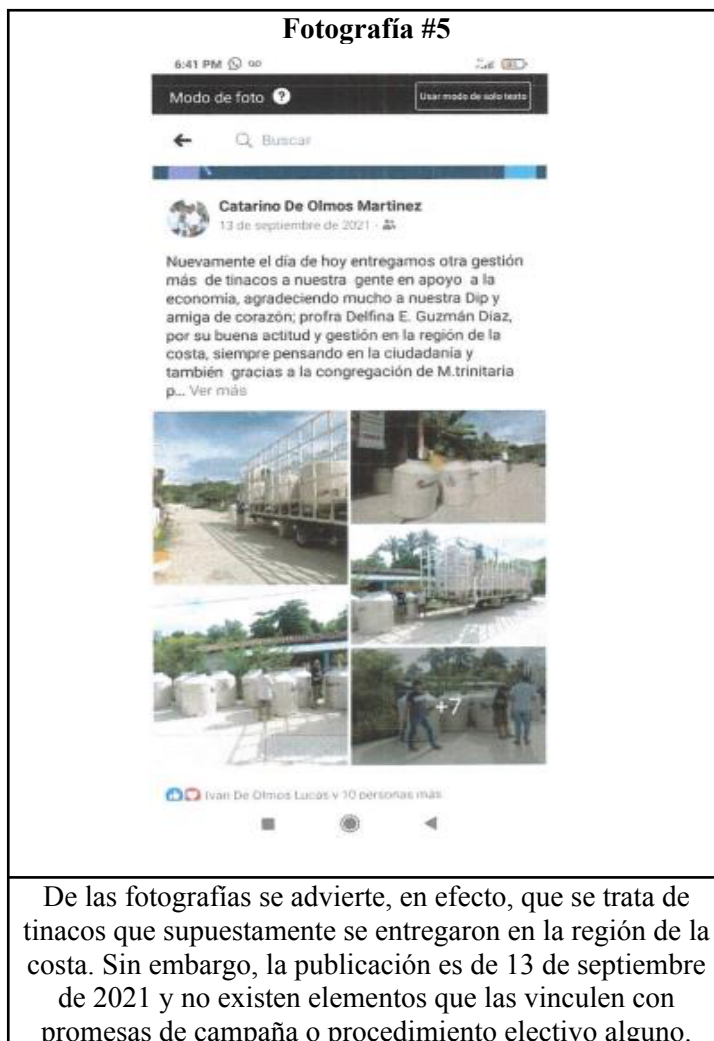 Fotografía #5
6:41 PM
Modo de foto ? Usar modo de solo texto
Buscar
Catarino De Olmos Martinez
13 de septiembre de 2021
Nuevamente el día de hoy entregamos otra gestión
más de tinacos a nuestra gente en apoyo a la
economía, agradeciendo mucho a nuestra Dip y
amiga de corazón; profra Delfina E. Guzmán Díaz,
por su buena actitud y gestión en la región de la
costa, siempre pensando en la ciudadanía y
también gracias a la congregación de M.trinitaria
p... Ver más
+7
Ivan De Olmos Lucas y 10 personas más
De las fotografías se advierte, en efecto, que se trata de
tinacos que supuestamente se entregaron en la región de la
costa. Sin embargo, la publicación es de 13 de septiembre
de 2021 y no existen elementos que las vinculen con
promesas de campaña o procedimiento electivo alguno.